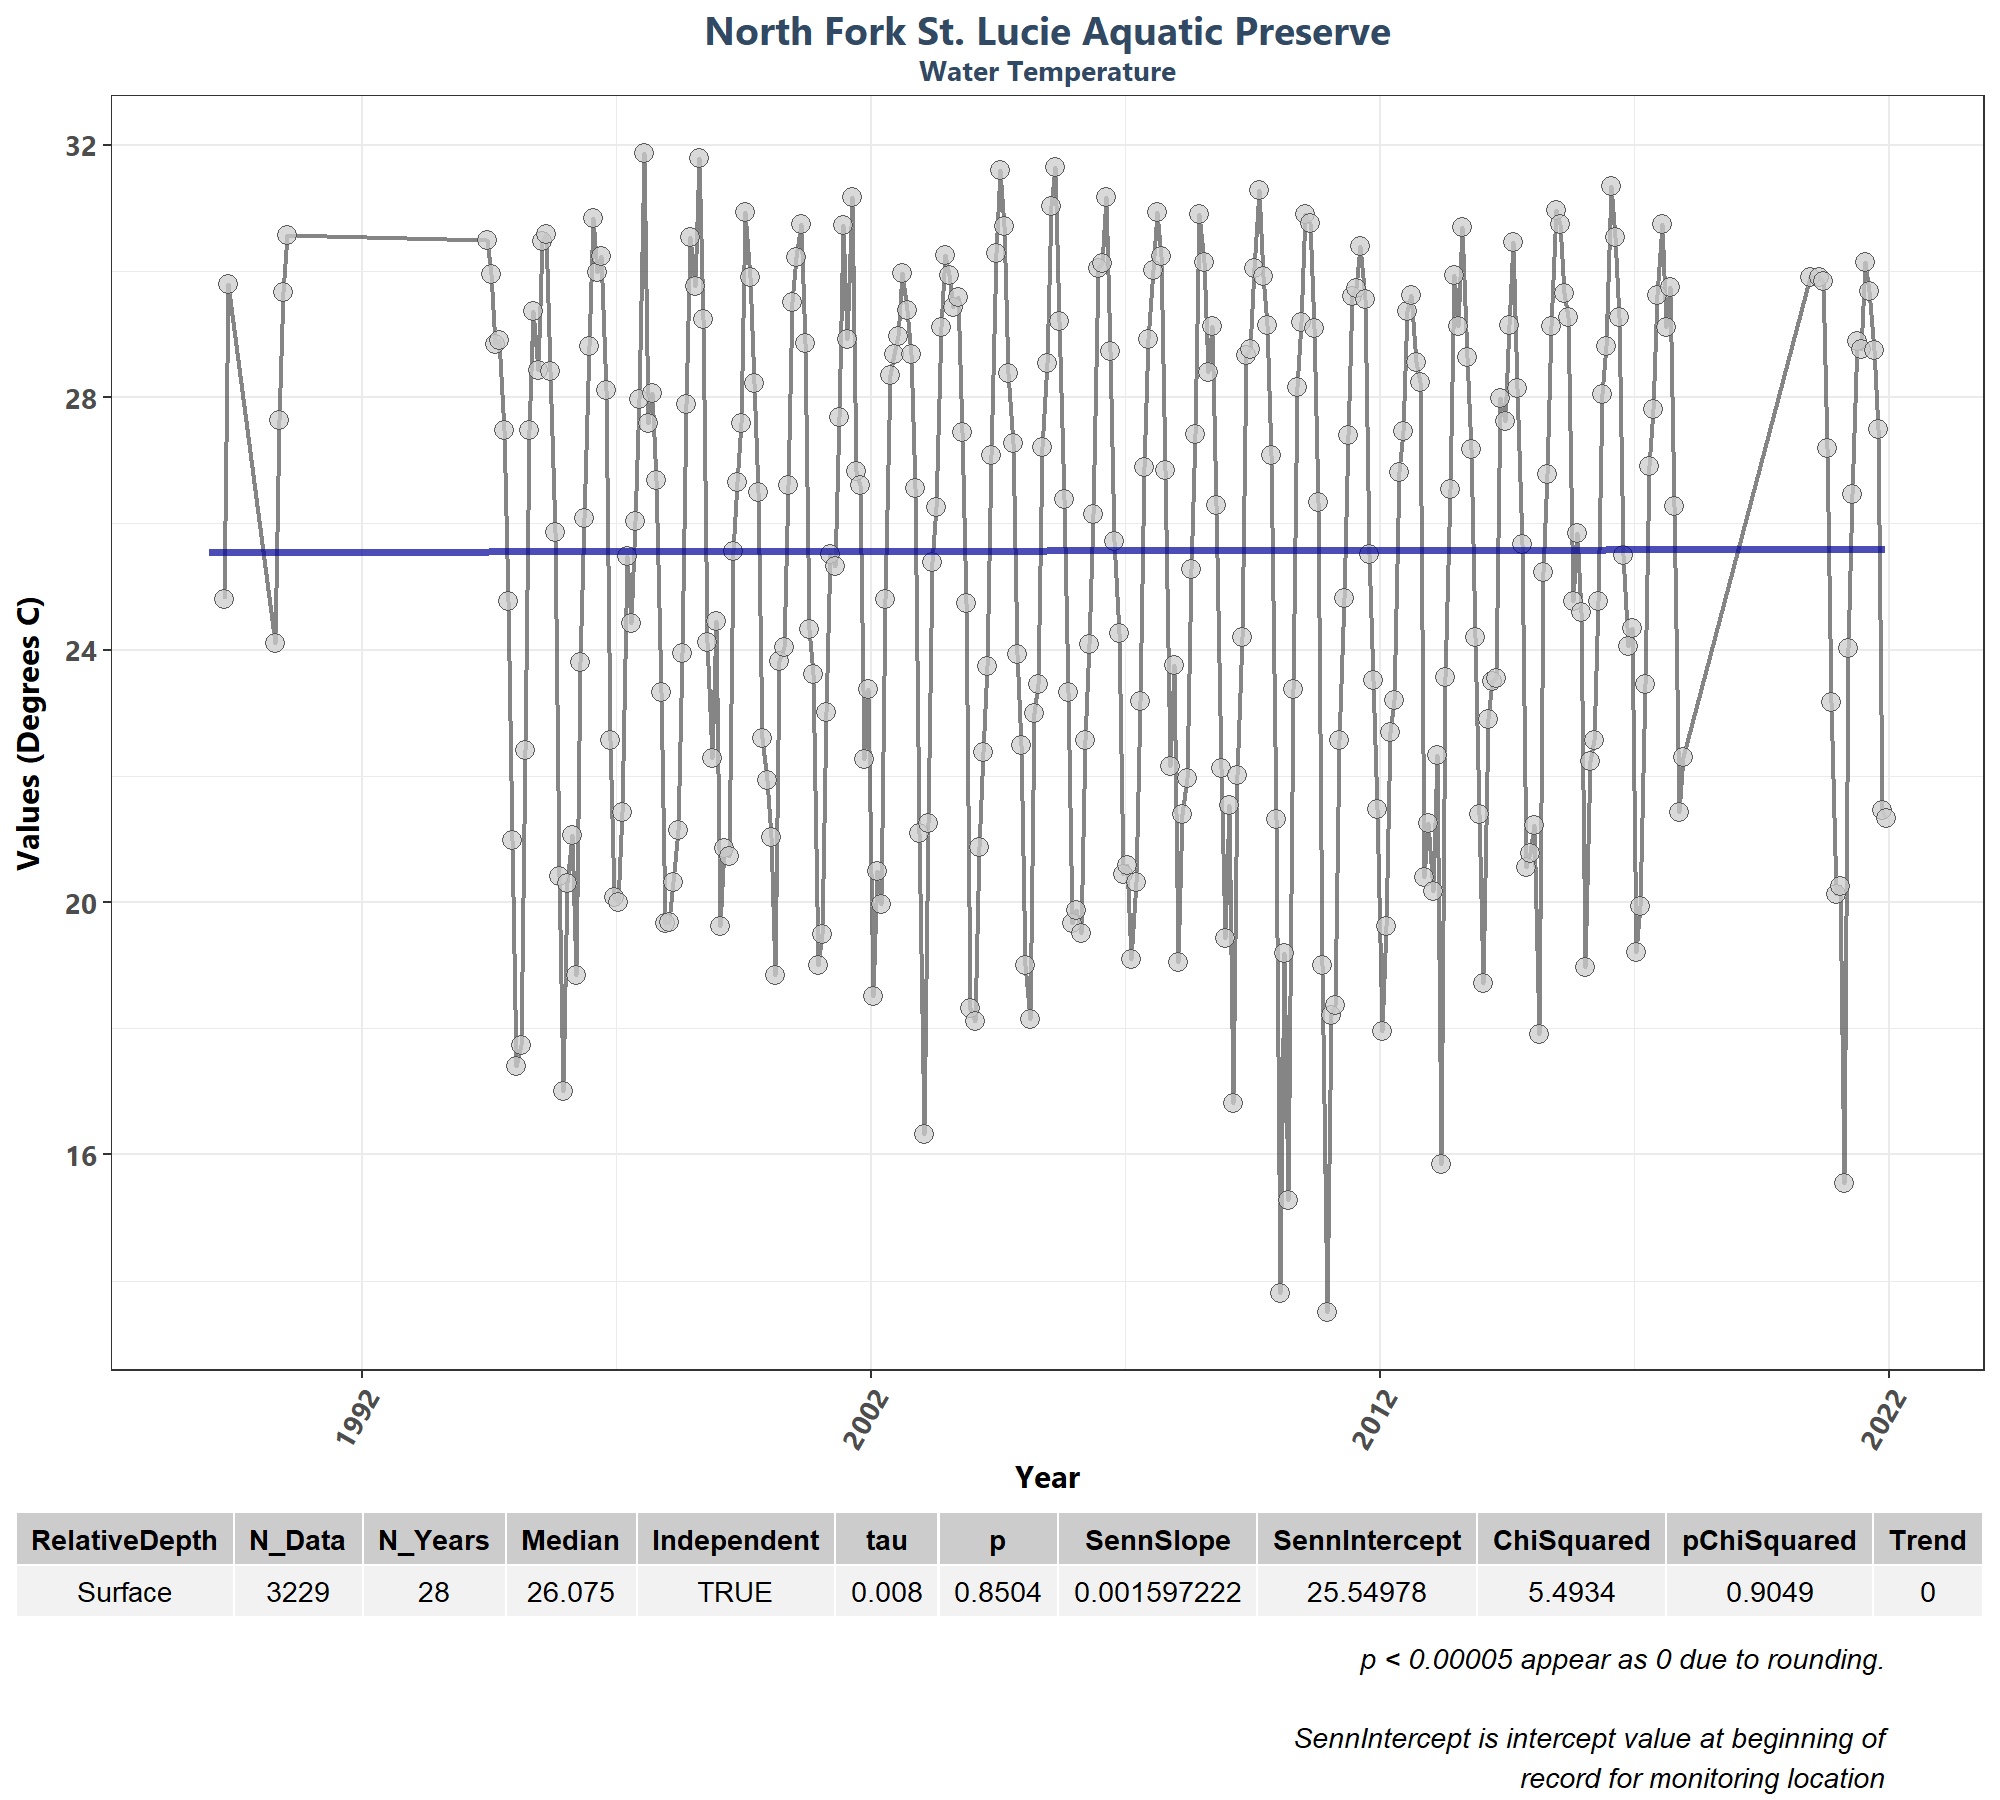 North Fork St. Lucie Aquatic Preserve
Water Temperature
32
28
24
20
16
Values (Degrees C)
1992
2002
2012
2022
Year
RelativeDepth N_Data N_Years Median Independent tau p SennSlope SennIntercept ChiSquared pChiSquared Trend
Surface 3229 28 26.075 TRUE 0.008 0.8504 0.001597222 25.54978 5.4934 0.9049 0
p < 0.00005 appear as 0 due to rounding.
SennIntercept is intercept value at beginning of
record for monitoring location